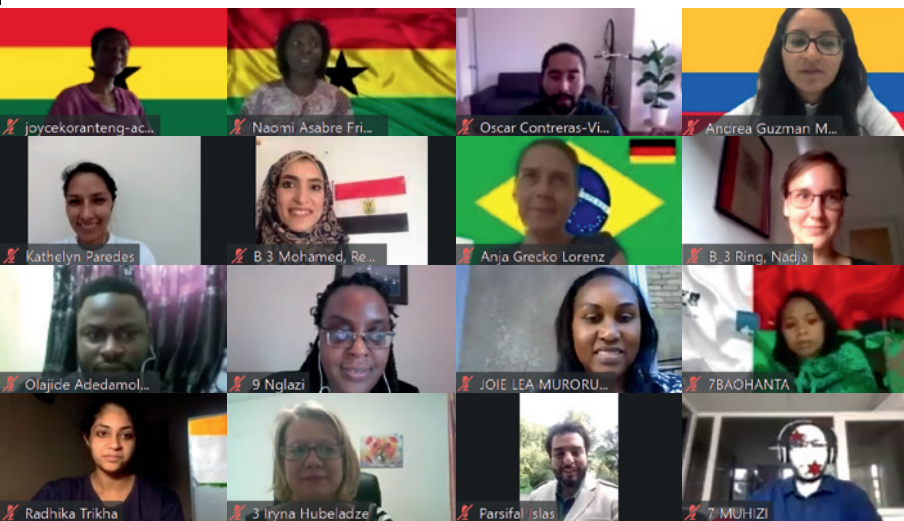 joycekoranteng-ac...
Naomi Asabre Fri...
Oscar Contreras-Vi...
Andrea Guzman M...
Kathelyn Paredes
B 3 Mohamed, Re...
Anja Grecko Lorenz
B_3 Ring, Nadja
Olajide Adedamol...
9 Nglazi
JOIE LEA MURORU...
7BAOHANTA
Radhika Trikha
3 Iryna Hubeladze
Parsifal Islas
7 MUHIZI